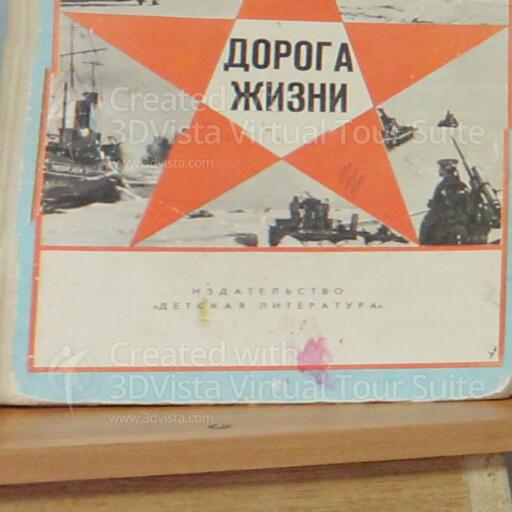 ДОРОГА
ЖИЗНИ
Created with
3DVista Virtual Tour Suite
www.3dvista.com
ИЗДАТЕЛЬСТВО
«ДЕТСКАЯ ЛИТЕРАТУРА»
Created with
3DVista Virtual Tour Suite
www.3dvista.com